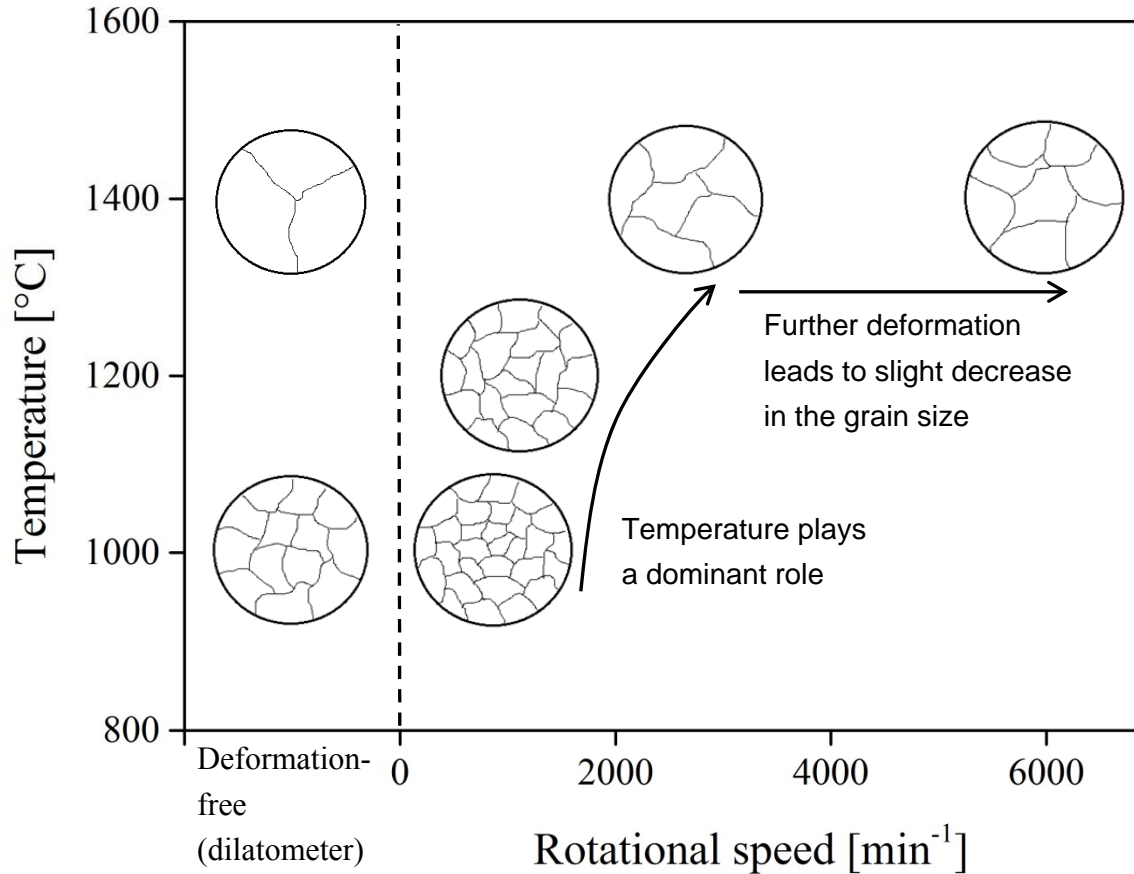 1600
1400
1200
1000
800
Temperature [°C]
Further deformation
leads to slight decrease
in the grain size
Temperature plays
a dominant role
Deformation-
free
(dilatometer)
0
2000
4000
6000
Rotational speed [min⁻¹]